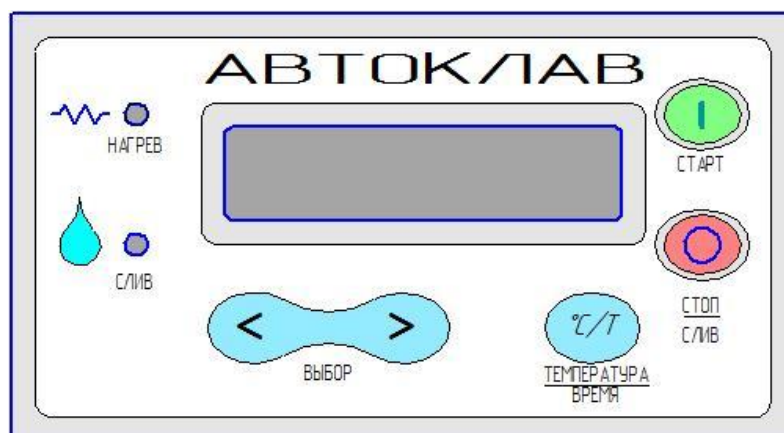 АВТОКЛАВ
НАГРЕВ
I
СТАРТ
СЛИВ
СТОП
СЛИВ
< >
ВЫБОР
°C/T
ТЕМПЕРАТУРА
ВРЕМЯ